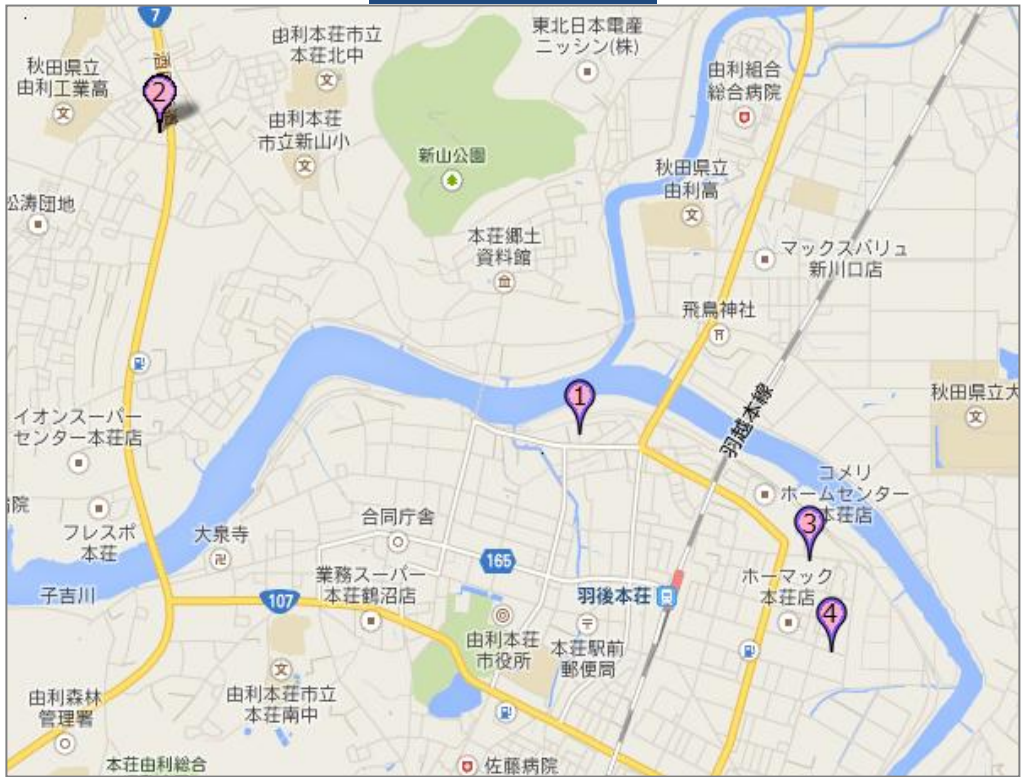 7
東北日本電産
ニッシン(株)
由利本荘市立
本荘北中
秋田県立
由利工業高
2
由利組合
総合病院
由利本荘
市立新山小
新山公園
秋田県立
由利高
松涛団地
本荘郷土
資料館
マックスバリュ
新川口店
飛鳥神社
1
秋田県立大
羽越本線
イオンスーパー
センター本荘店
コメリ
ホームセンター
本荘店
院
フレスポ
本荘
大泉寺
合同庁舎
3
165
業務スーパー
本荘鶴沼店
ホーマック
本荘店
子吉川
107
羽後本荘
4
由利本荘
市役所
本荘駅前
郵便局
由利森林
管理署
由利本荘市立
本荘南中
本荘由利総合
佐藤病院